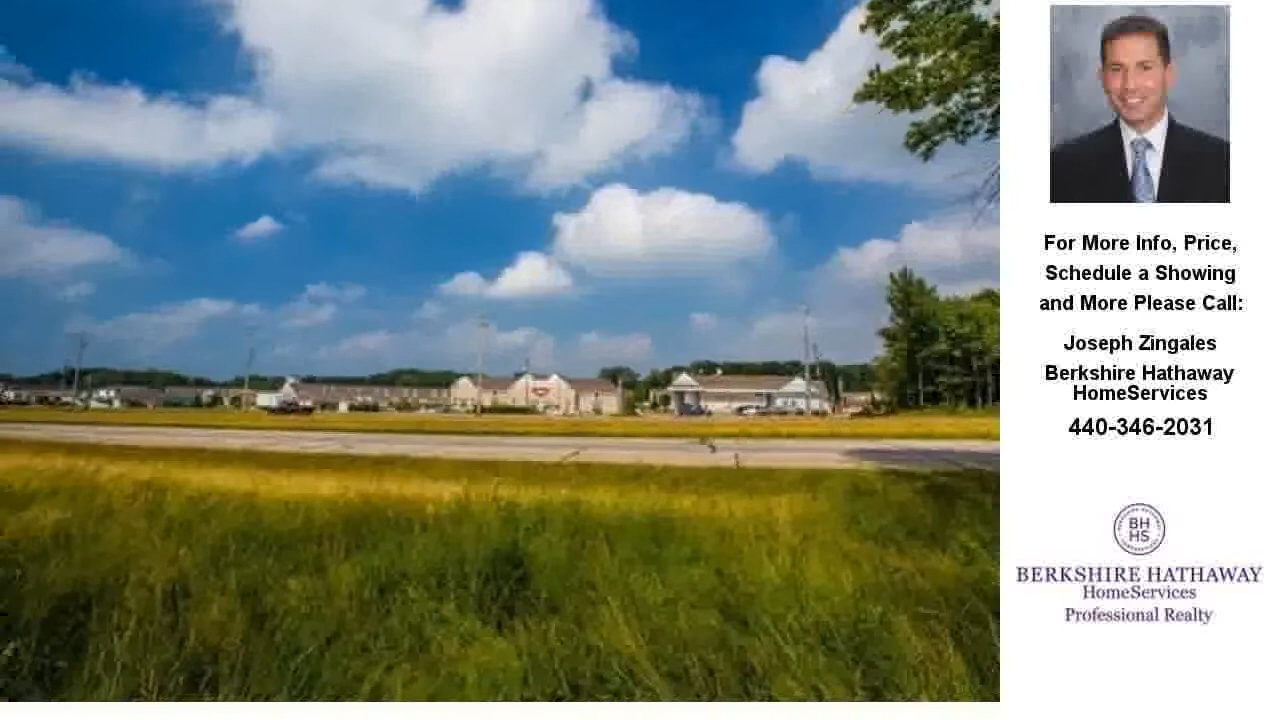 For More Info, Price,
Schedule a Showing
and More Please Call:
Joseph Zingales
Berkshire Hathaway
HomeServices
440-346-2031
BH
HS
BERKSHIRE HATHAWAY
HomeServices
Professional Realty